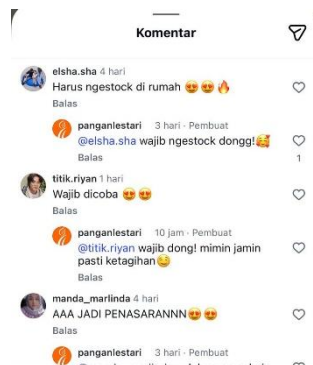 Komentar
elsha.sha 4 hari
Harus ngestock di rumah 😍😍🔥
Balas
panganlestari 3 hari · Pembuat
@elsha.sha wajib ngestock dongg!🥰
Balas
1
titik.riyan 1 hari
Wajib dicoba 😍😍
Balas
panganlestari 10 jam · Pembuat
@titik.riyan wajib dong! mimin jamin
pasti ketagihan😋
Balas
manda_marlinda 4 hari
AAA JADI PENASARANNN😍😍
Balas
panganlestari 3 hari · Pembuat